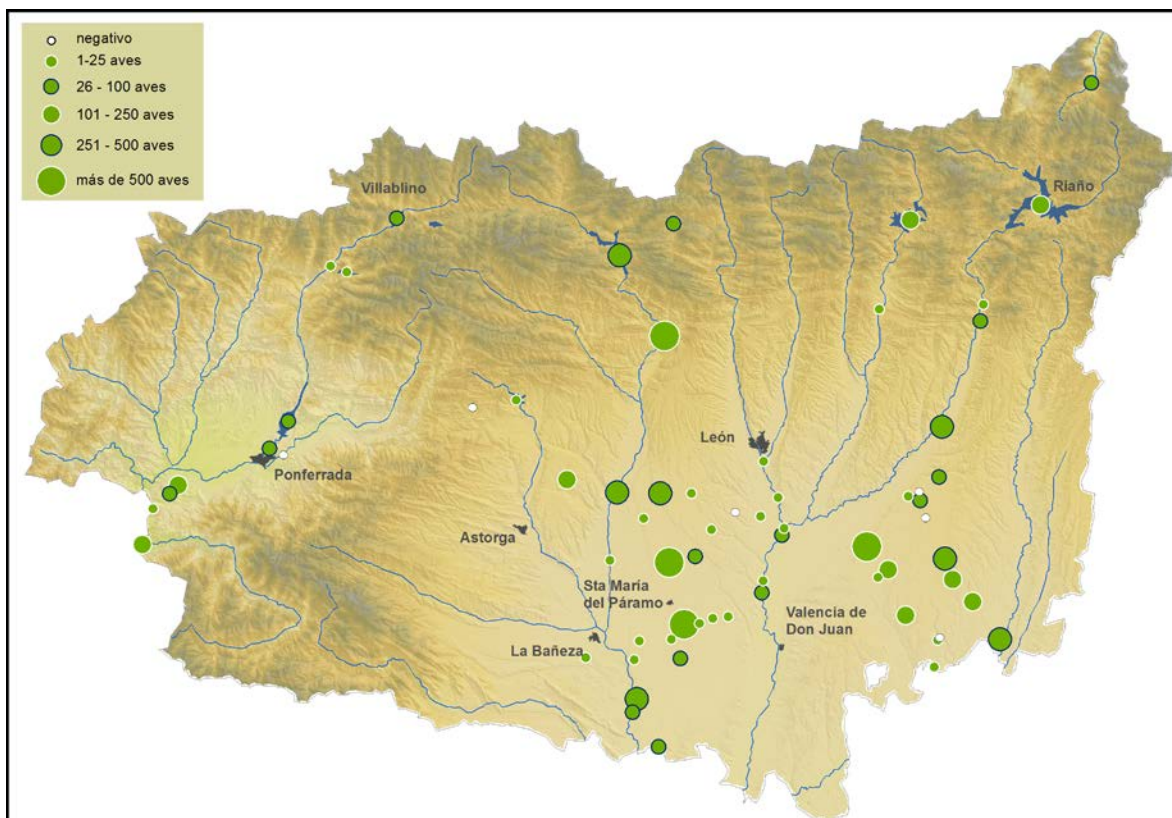 negativo
1-25 aves
26 - 100 aves
101 - 250 aves
251 - 500 aves
más de 500 aves
Villablino
Riaño
León
Ponferrada
Astorga
Sta María
del Páramo
Valencia de
Don Juan
La Bañeza